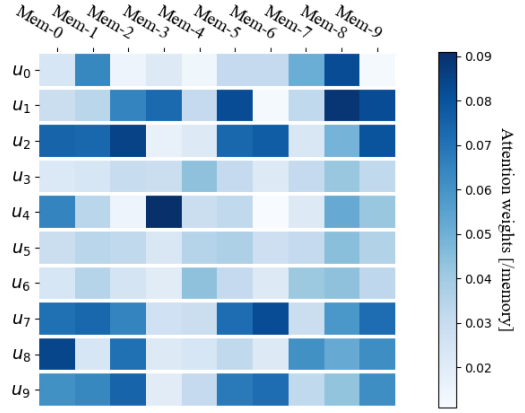 Mem-0
Mem-1
Mem-2
Mem-3
Mem-4
Mem-5
Mem-6
Mem-7
Mem-8
Mem-9
u0
u1
u2
u3
u4
u5
u6
u7
u8
u9
0.09
0.08
0.07
0.06
0.05
0.04
0.03
0.02
Attention weights [/memory]